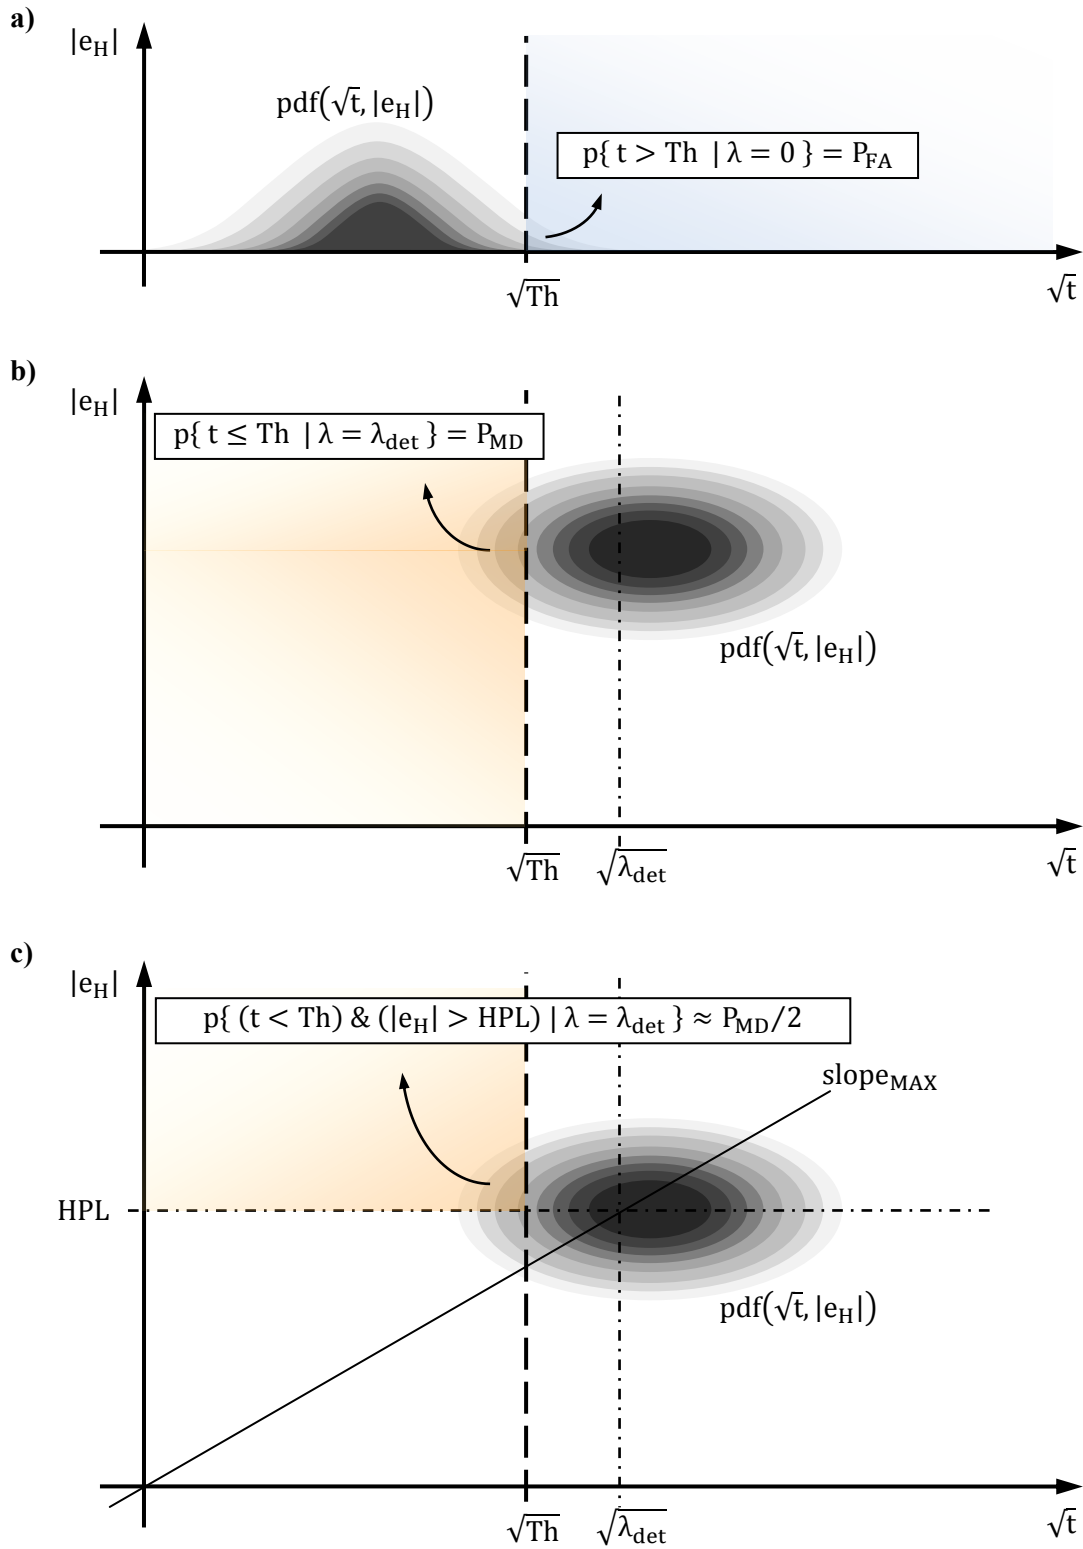 a)
|e_H|
pdf(√t, |e_H|)
p{ t > Th | λ = 0 } = P_FA
√Th
√t
b)
|e_H|
p{ t ≤ Th | λ = λ_det } = P_MD
pdf(√t, |e_H|)
√Th
√λ_det
√t
c)
|e_H|
p{ (t < Th) & (|e_H| > HPL) | λ = λ_det } ≈ P_MD/2
slope_MAX
HPL
pdf(√t, |e_H|)
√Th
√λ_det
√t